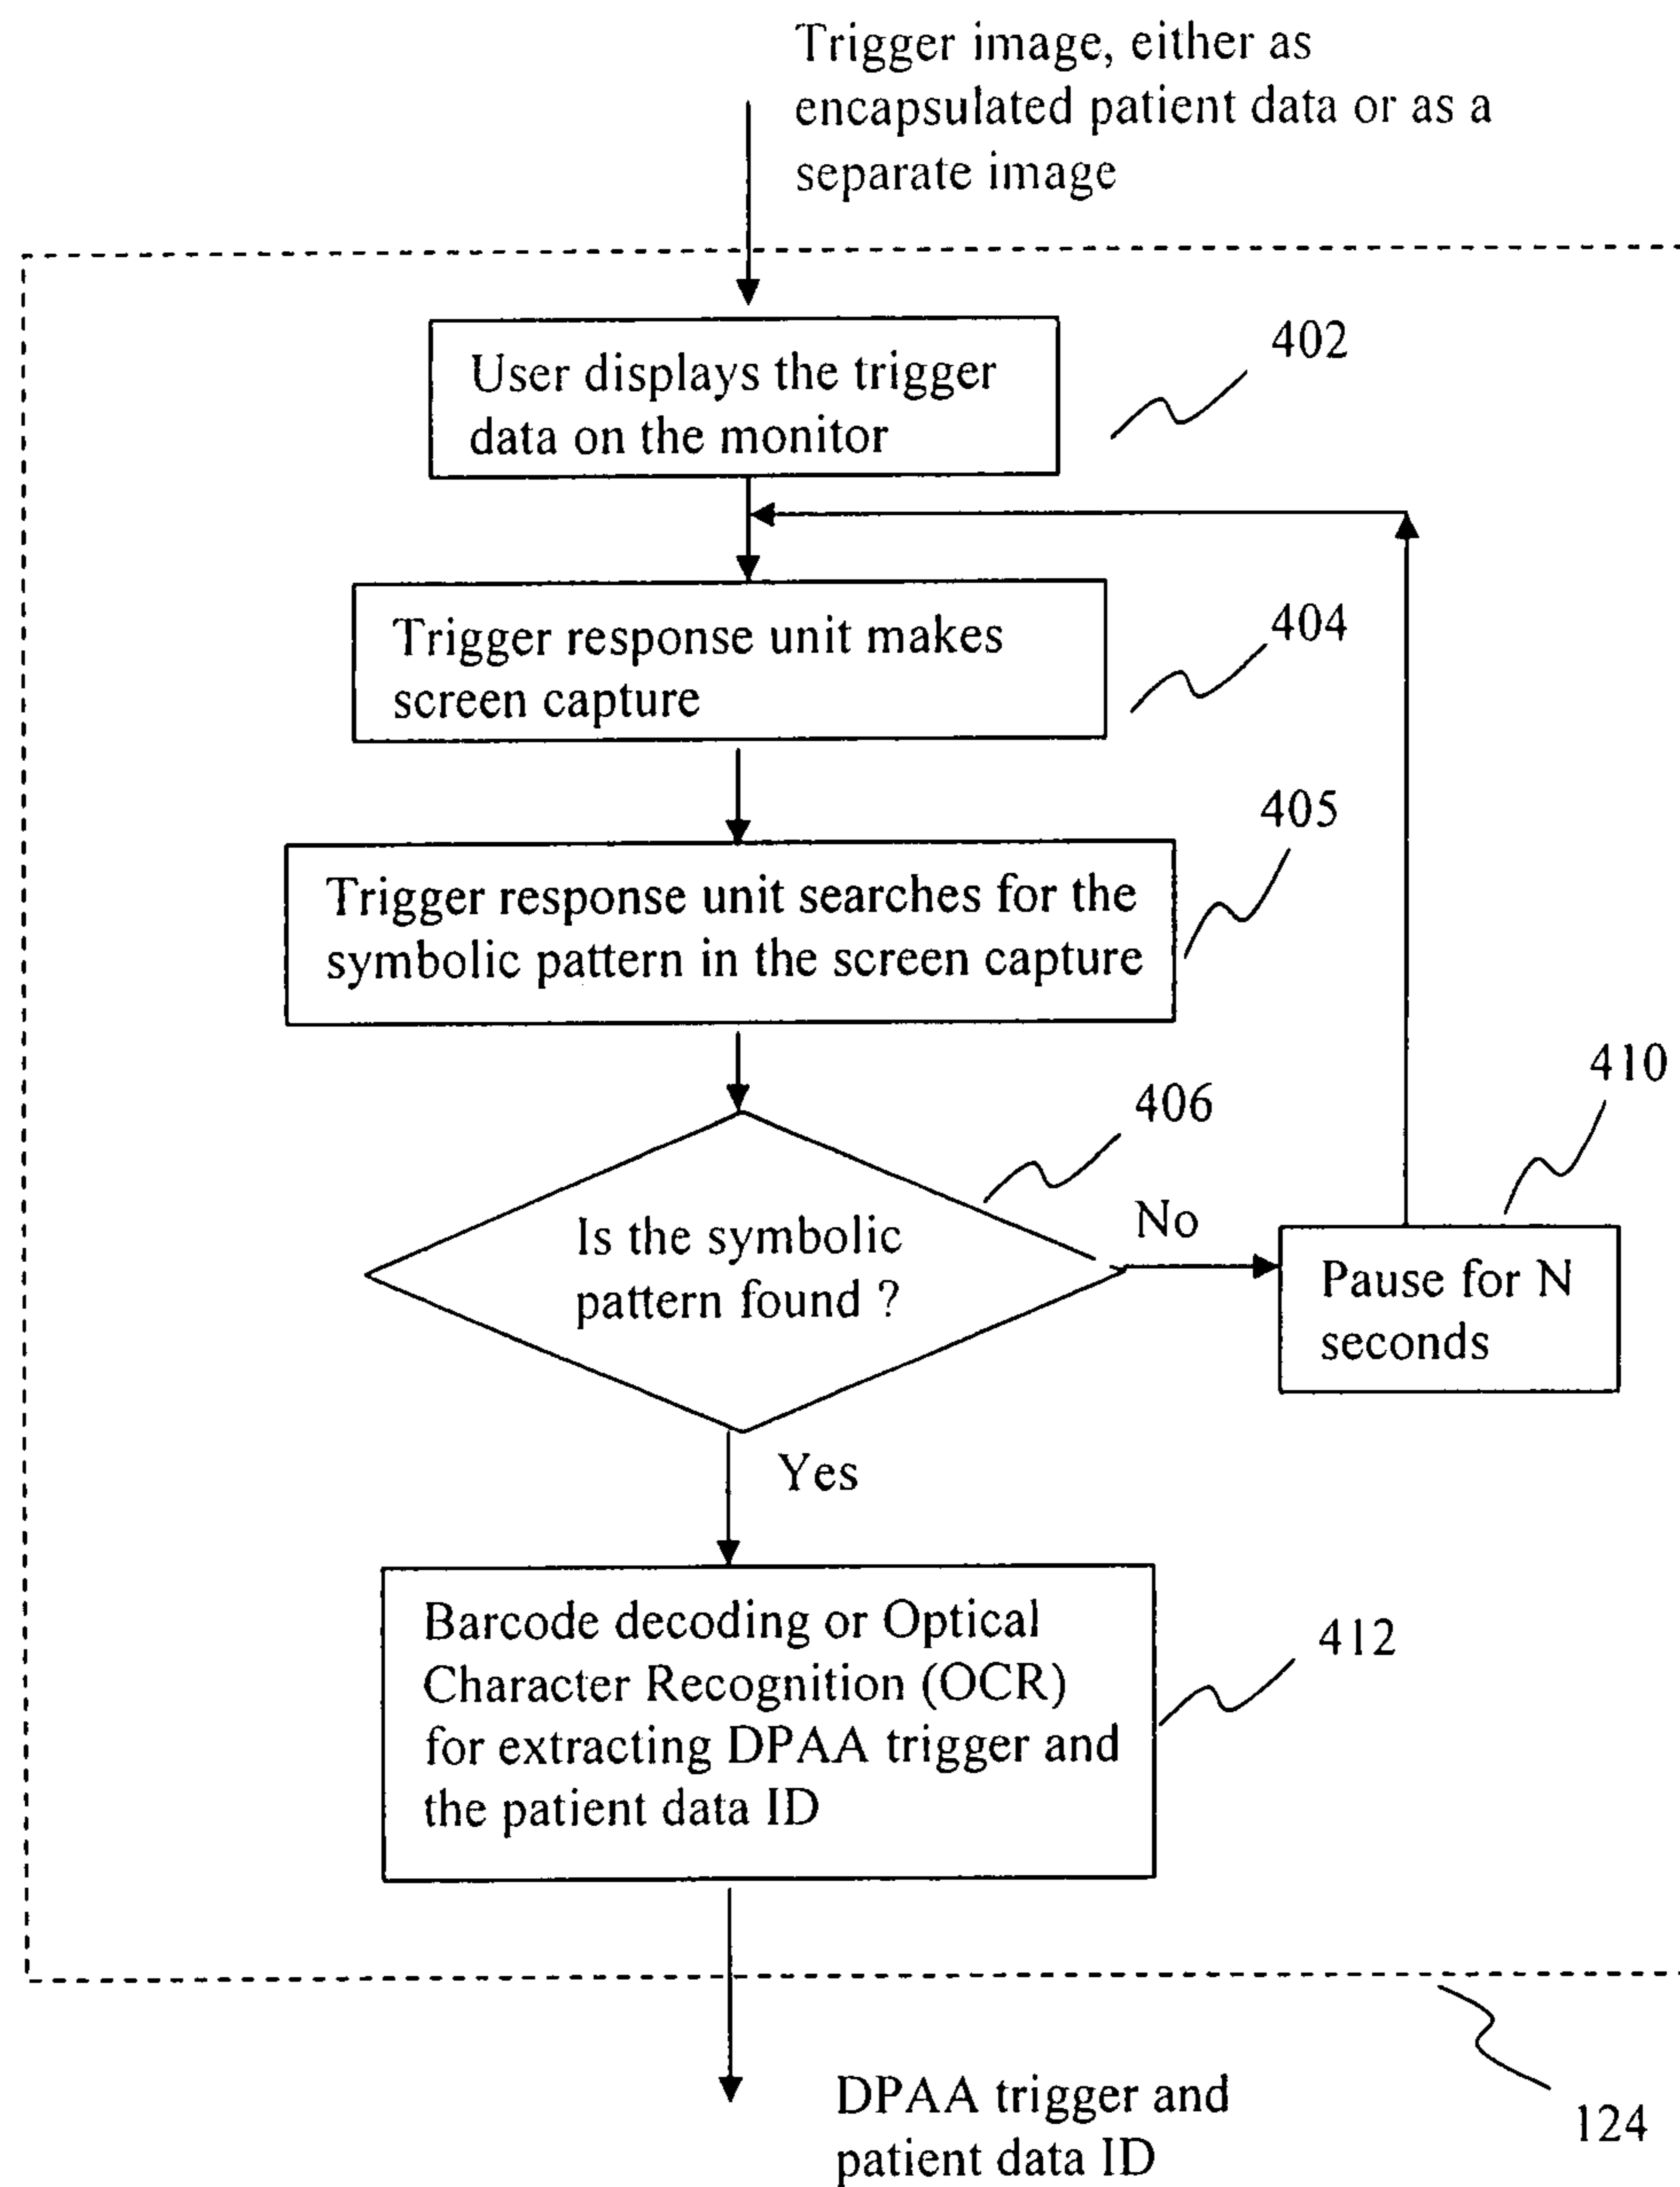 Trigger image, either as
encapsulated patient data or as a
separate image
User displays the trigger
data on the monitor
402
Trigger response unit makes
screen capture
404
405
Trigger response unit searches for the
symbolic pattern in the screen capture
410
406
Is the symbolic
pattern found ?
No
Pause for N
seconds
Yes
Barcode decoding or Optical
Character Recognition (OCR)
for extracting DPAA trigger and
the patient data ID
412
DPAA trigger and
patient data ID
124